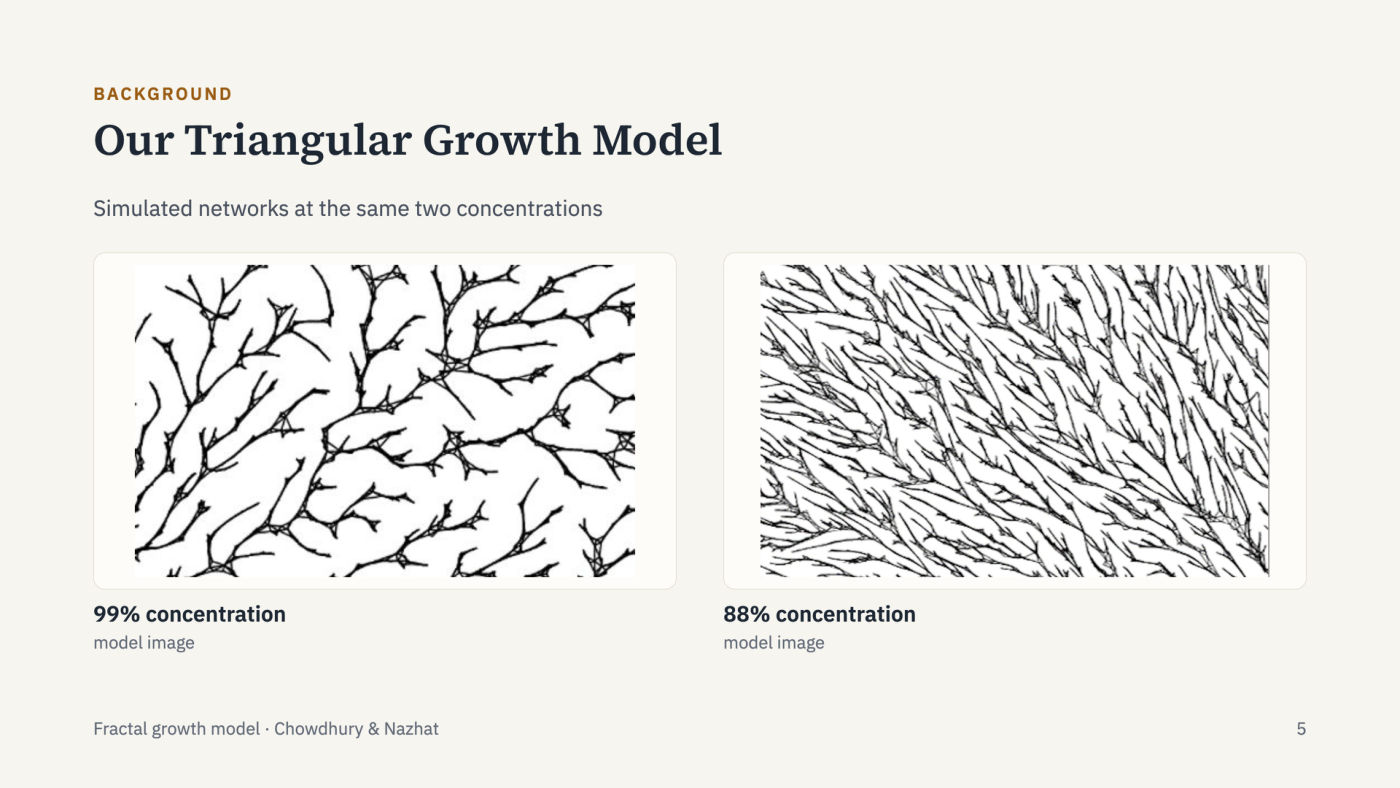 BACKGROUND
Our Triangular Growth Model
Simulated networks at the same two concentrations
99% concentration
model image
88% concentration
model image
Fractal growth model · Chowdhury & Nazhat
5